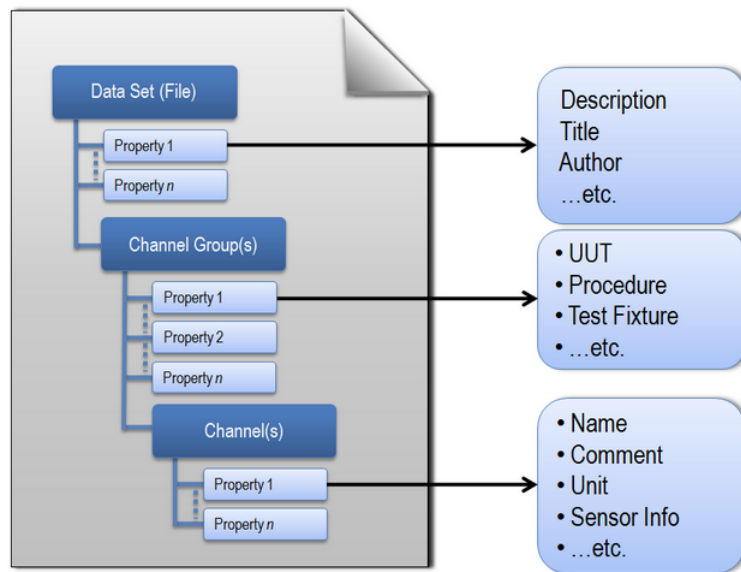 Data Set (File)
Property 1
Property n
Channel Group(s)
Property 1
Property 2
Property n
Channel(s)
Property 1
Property n
Description
Title
Author
...etc.
• UUT
• Procedure
• Test Fixture
• ...etc.
• Name
• Comment
• Unit
• Sensor Info
• ...etc.